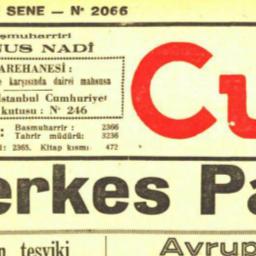 SENE — Nº 2066
şmuharriri
NUS NADİ
AREHANESİ:
e karşısında dairei mahsusa
İstanbul Cumhuriyet
kutusu: Nº 246
Başmuharrir: 2366
Tahrir müdürü: 3236
: 2365. Kitap kısmı 472
Cu
erkes Pa
n teşviki
Avrup